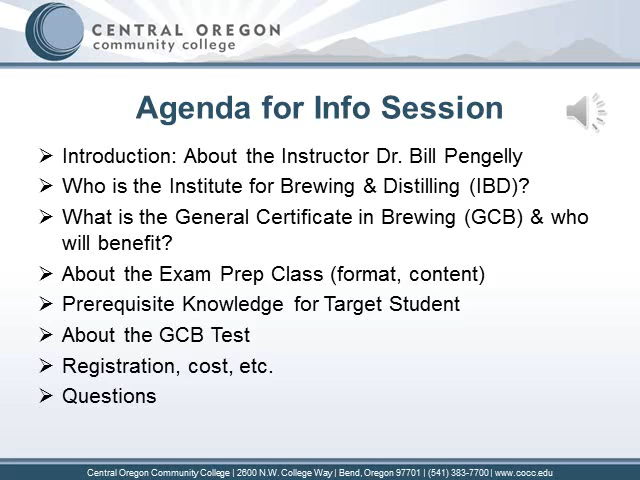 CENTRAL OREGON
community college
Agenda for Info Session
➢ Introduction: About the Instructor Dr. Bill Pengelly
➢ Who is the Institute for Brewing & Distilling (IBD)?
➢ What is the General Certificate in Brewing (GCB) & who
will benefit?
➢ About the Exam Prep Class (format, content)
➢ Prerequisite Knowledge for Target Student
➢ About the GCB Test
➢ Registration, cost, etc.
➢ Questions
Central Oregon Community College | 2600 N.W. College Way | Bend, Oregon 97701 | (541) 383-7700 | www.cocc.edu